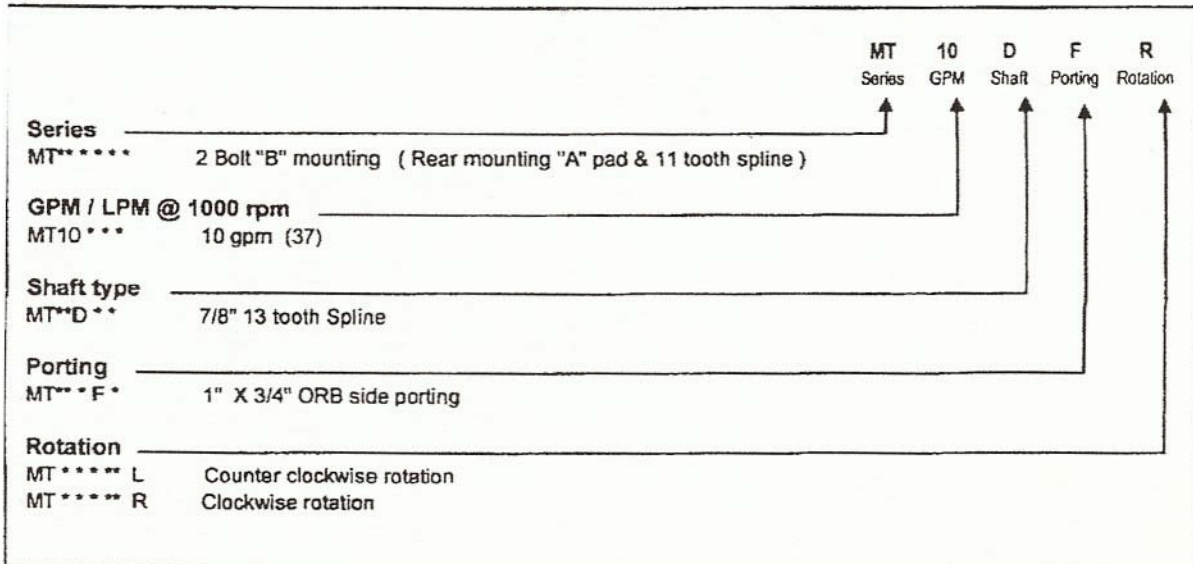 MT 10 D F R
Series GPM Shaft Porting Rotation
Series
MT** * * * * 2 Bolt "B" mounting ( Rear mounting "A" pad & 11 tooth spline )
GPM / LPM @ 1000 rpm
MT10 * * * 10 gpm (37)
Shaft type
MT**D * * 7/8" 13 tooth Spline
Porting
MT** * F * 1" X 3/4" ORB side porting
Rotation
MT * * * * ** L Counter clockwise rotation
MT * * * * ** R Clockwise rotation